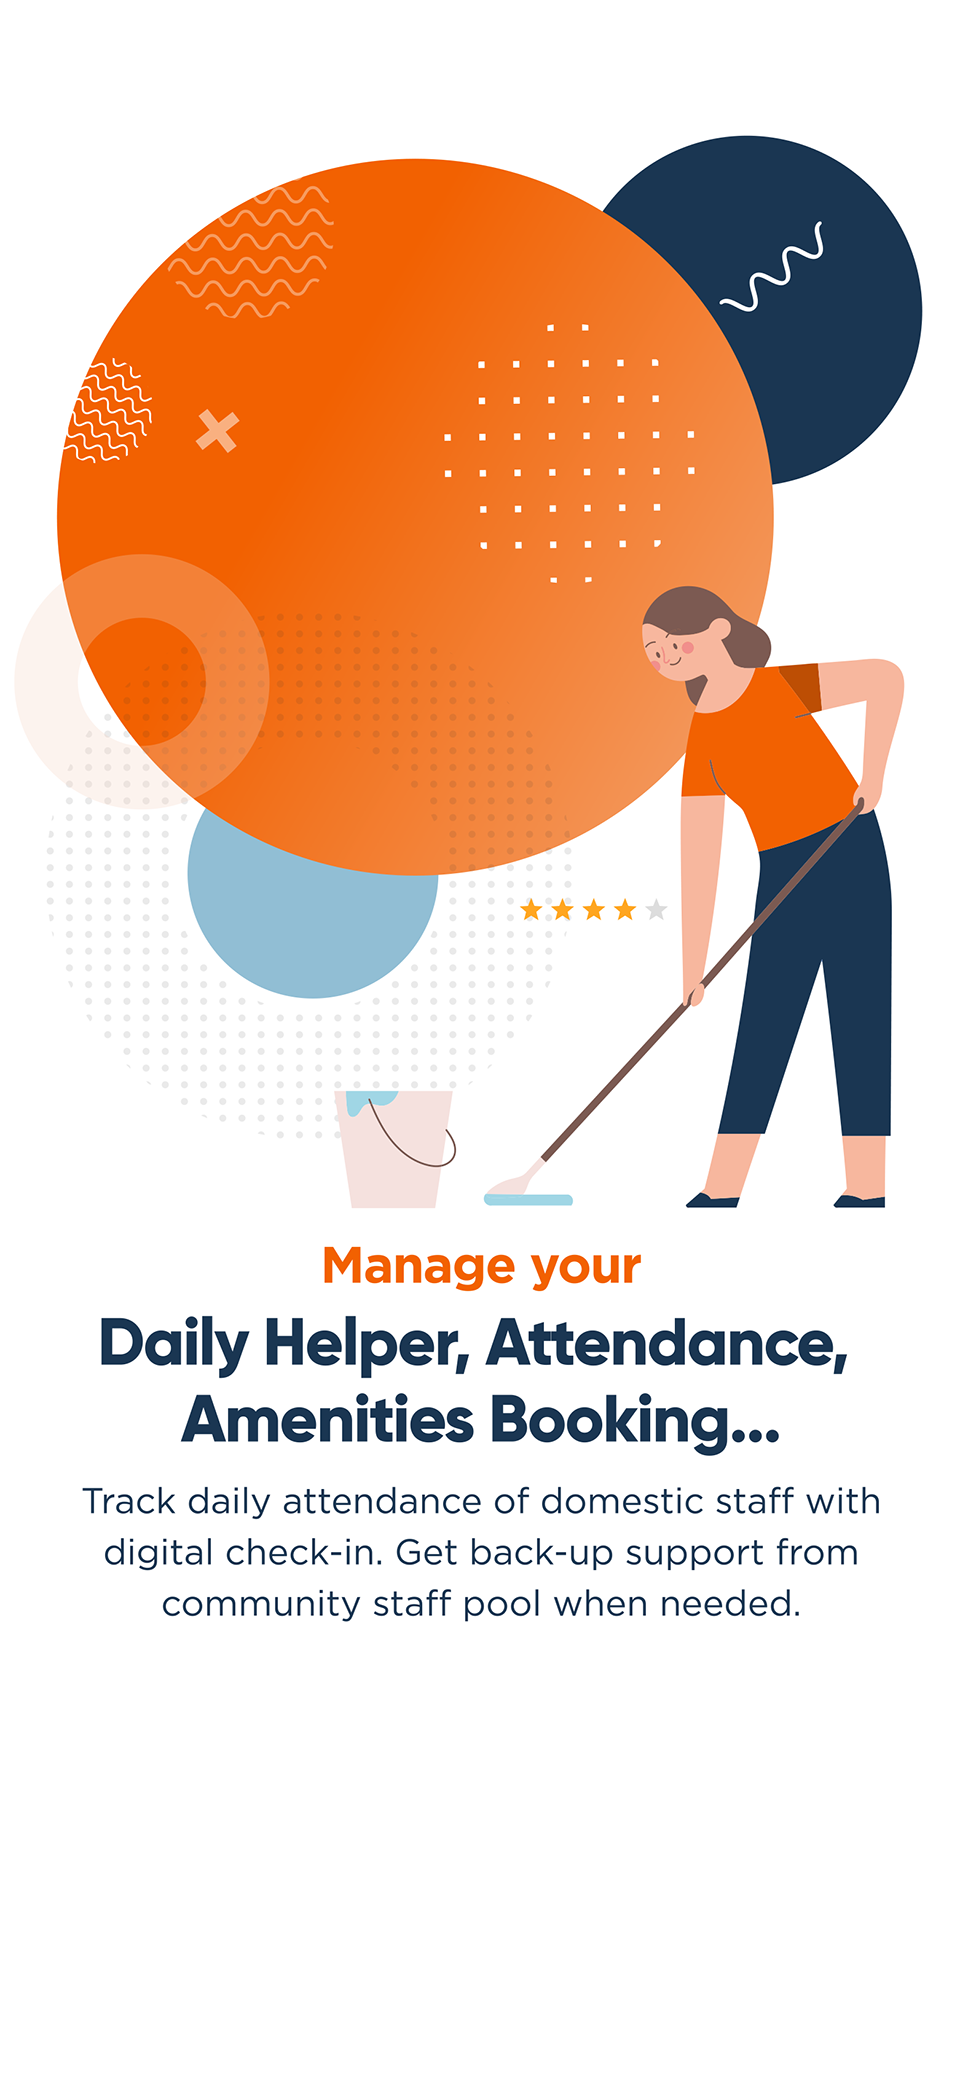 Manage your
Daily Helper, Attendance,
Amenities Booking...
Track daily attendance of domestic staff with
digital check-in. Get back-up support from
community staff pool when needed.